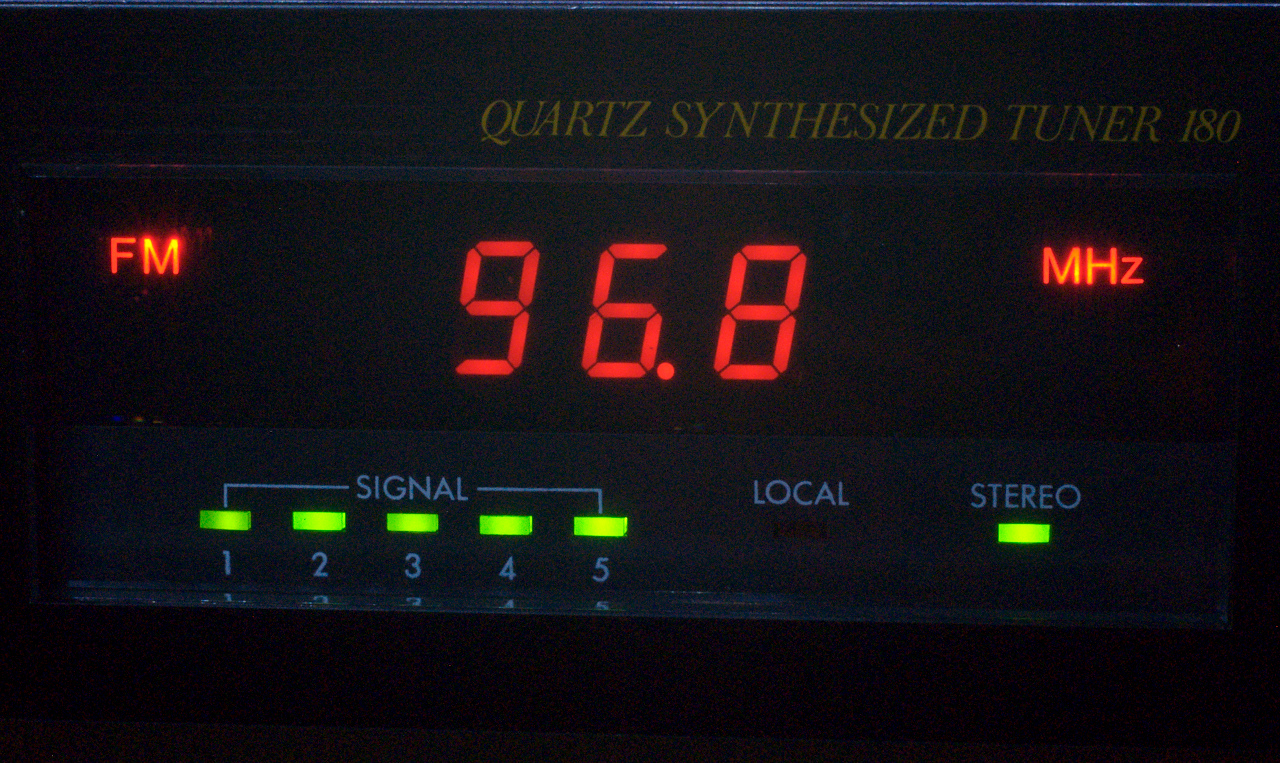 QUARTZ SYNTHESIZED TUNER 180
FM 96.8 MHz
SIGNAL LOCAL STEREO
1 2 3 4 5